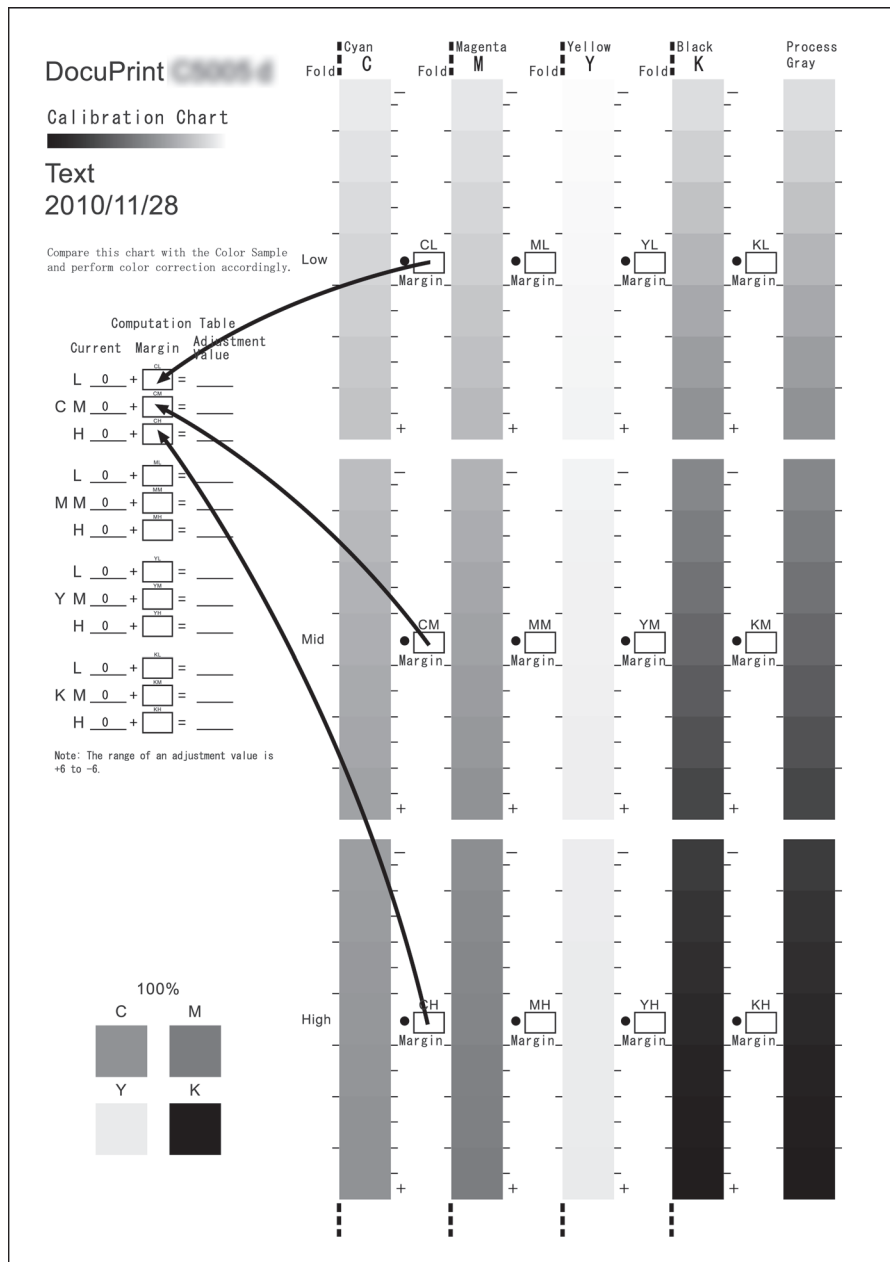 DocuPrint
Calibration Chart
Text
2010/11/28
Compare this chart with the Color Sample
and perform color correction accordingly.
Computation Table
Current Margin Adjustment
Value
CL
L 0 + =
CM
C M 0 + =
CH
H 0 + =
ML
L 0 + =
MM
M M 0 + =
MH
H 0 + =
YL
L 0 + =
YM
Y M 0 + =
YH
H 0 + =
KL
L 0 + =
KM
K M 0 + =
KH
H 0 + =
Note: The range of an adjustment value is
+6 to -6.
100%
C M
Y K
Cyan Magenta Yellow Black Process
Fold C Fold M Fold Y Fold K Gray
− − − −
CL ML YL KL
Low
Margin Margin Margin Margin
+ + + +
− − − −
CM MM YM KM
Mid
Margin Margin Margin Margin
+ + + +
− − − −
CH MH YH KH
High
Margin Margin Margin Margin
+ + + +